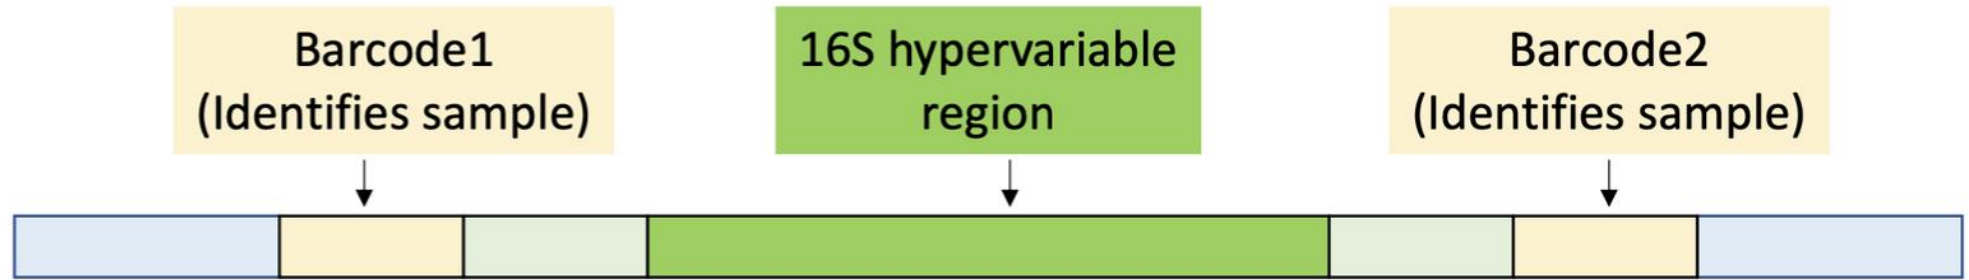 Barcode1
(Identifies sample)
16S hypervariable
region
Barcode2
(Identifies sample)